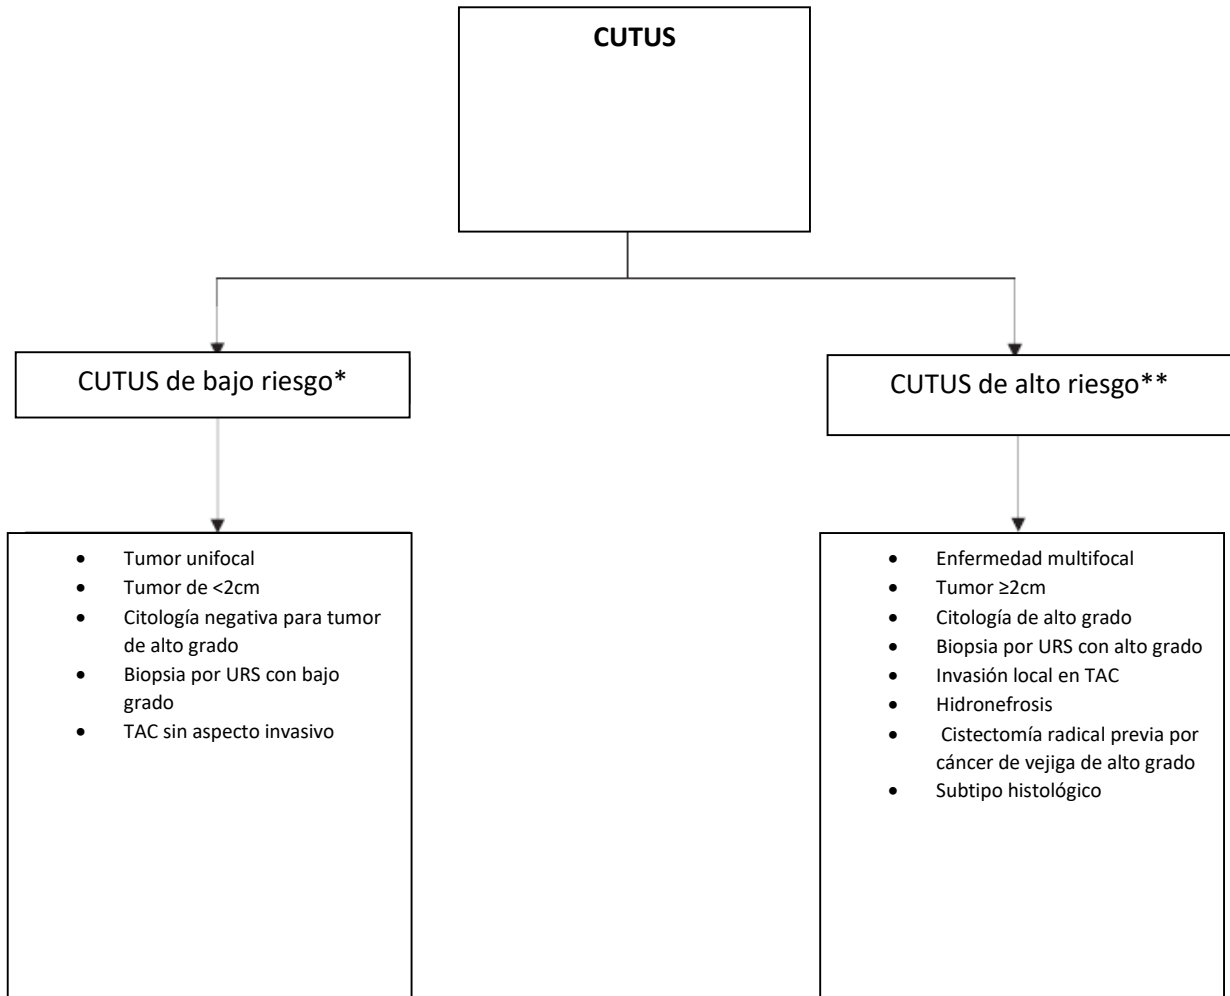 CUTUS
CUTUS de bajo riesgo*
CUTUS de alto riesgo**
• Tumor unifocal
• Tumor de <2cm
• Citología negativa para tumor
de alto grado
• Biopsia por URS con bajo
grado
• TAC sin aspecto invasivo
• Enfermedad multifocal
• Tumor ≥2cm
• Citología de alto grado
• Biopsia por URS con alto grado
• Invasión local en TAC
• Hidronefrosis
• Cistectomía radical previa por
cáncer de vejiga de alto grado
• Subtipo histológico